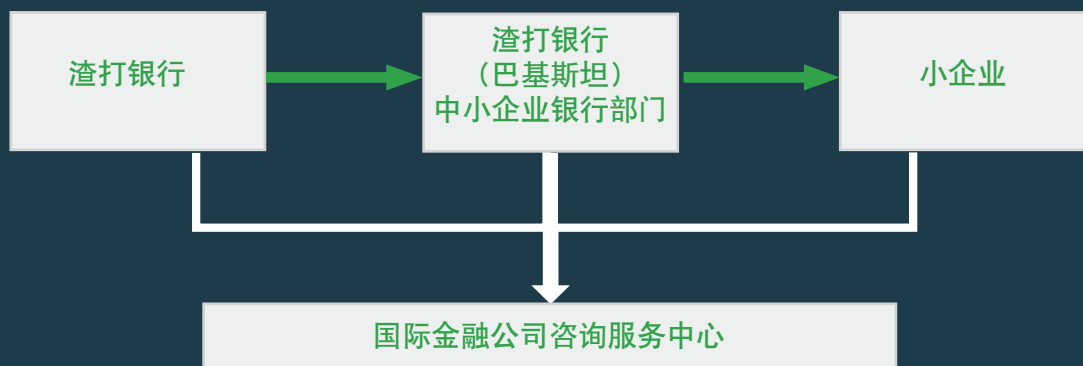 渣打银行
渣打银行
（巴基斯坦）
中小企业银行部门
小企业
国际金融公司咨询服务中心